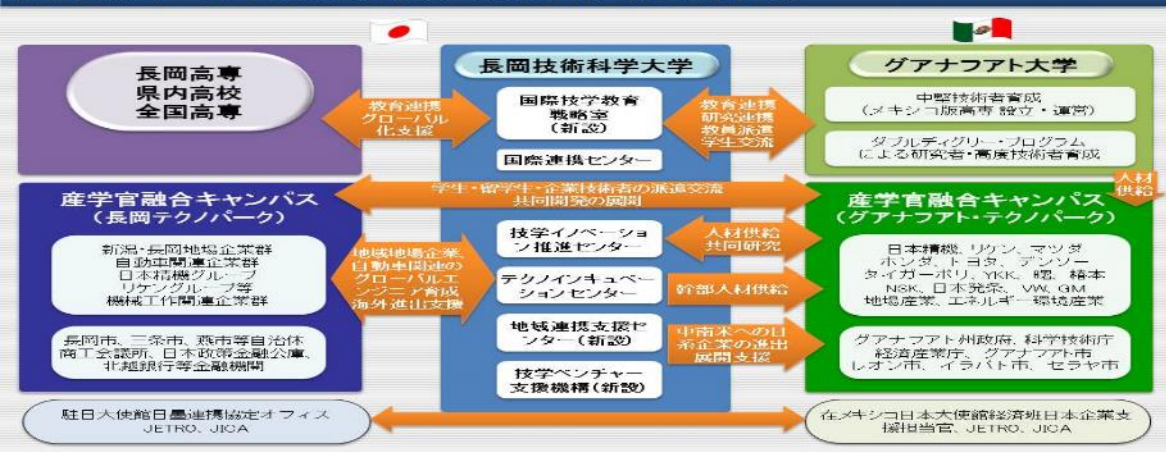 長岡高専
県内高校
全国高専
教育連携
グローバル
化支援
長岡技術科学大学
国際技学教育
戦略室
(新設)
国際連携センター
教育連携
研究連携
教員派遣
学生交流
グアナフアト大学
中堅技術者育成
(メキシコ版高専設立・運営)
ダブルディグリー・プログラム
による研究者・高度技術者育成
人材
供給
学生・留学生・企業技術者の派遣交流
共同開発の展開
産学官融合キャンパス
(長岡テクノパーク)
新潟・長岡地場企業群
自動車関連企業群
日本精機グループ
リケングループ等
機械工作関連企業群
長岡市、三条市、燕市等自治体
商工会議所、日本政策金融公庫、
北越銀行等金融機関
地域地場企業、
自動車関連の
グローバルエ
ンジニア育成
海外進出支援
技学イノベーショ
ン推進センター
テクノインキュベー
ションセンター
地域連携支援セ
ンター(新設)
技学ベンチャー
支援機構(新設)
人材供給
共同研究
幹部人材供給
中南米への日
系企業の進出
展開支援
産学官融合キャンパス
(グアナフアト・テクノパーク)
日本精機、リケン、マツダ
ホンダ、トヨタ、デンソー
タイガーポリ、YKK、曙、椿本
NSK、日本発条、VW、GM
地場産業、エネルギー環境産業
グアナフアト州政府、科学技術庁
経済産業庁、グアナフアト市
レオン市、イラパト市、セラヤ市
駐日大使館日墨連携協定オフィス
JETRO、JICA
在メキシコ日本大使館経済班日本企業支
援担当官、JETRO、JICA